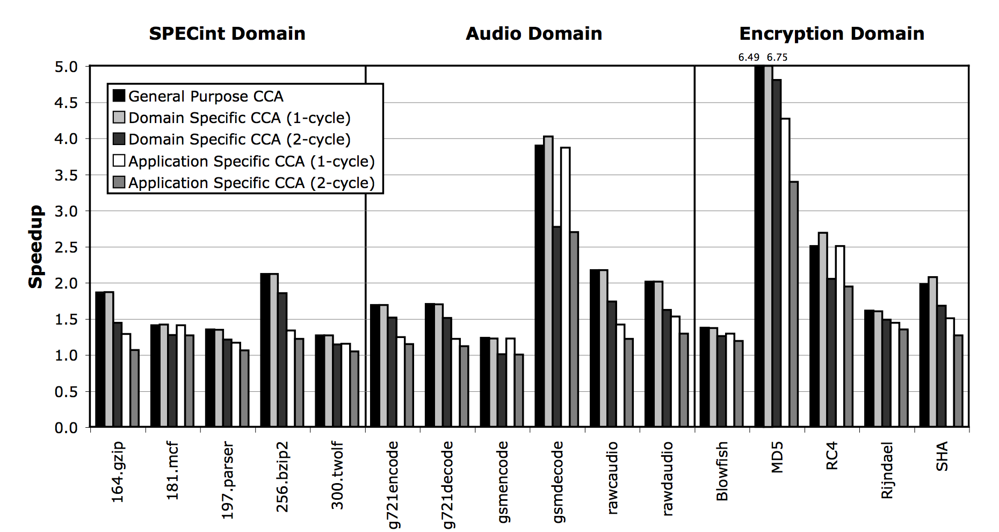 SPECint Domain Audio Domain Encryption Domain
6.49 6.75
5.0
4.5
4.0
3.5
3.0
2.5
2.0
1.5
1.0
0.5
0.0
Speedup
General Purpose CCA
Domain Specific CCA (1-cycle)
Domain Specific CCA (2-cycle)
Application Specific CCA (1-cycle)
Application Specific CCA (2-cycle)
164.gzip
181.mcf
197.parser
256.bzip2
300.twolf
g721encode
g721decode
gsmencode
gsmdecode
rawcaudio
rawdaudio
Blowfish
MD5
RC4
Rijndael
SHA